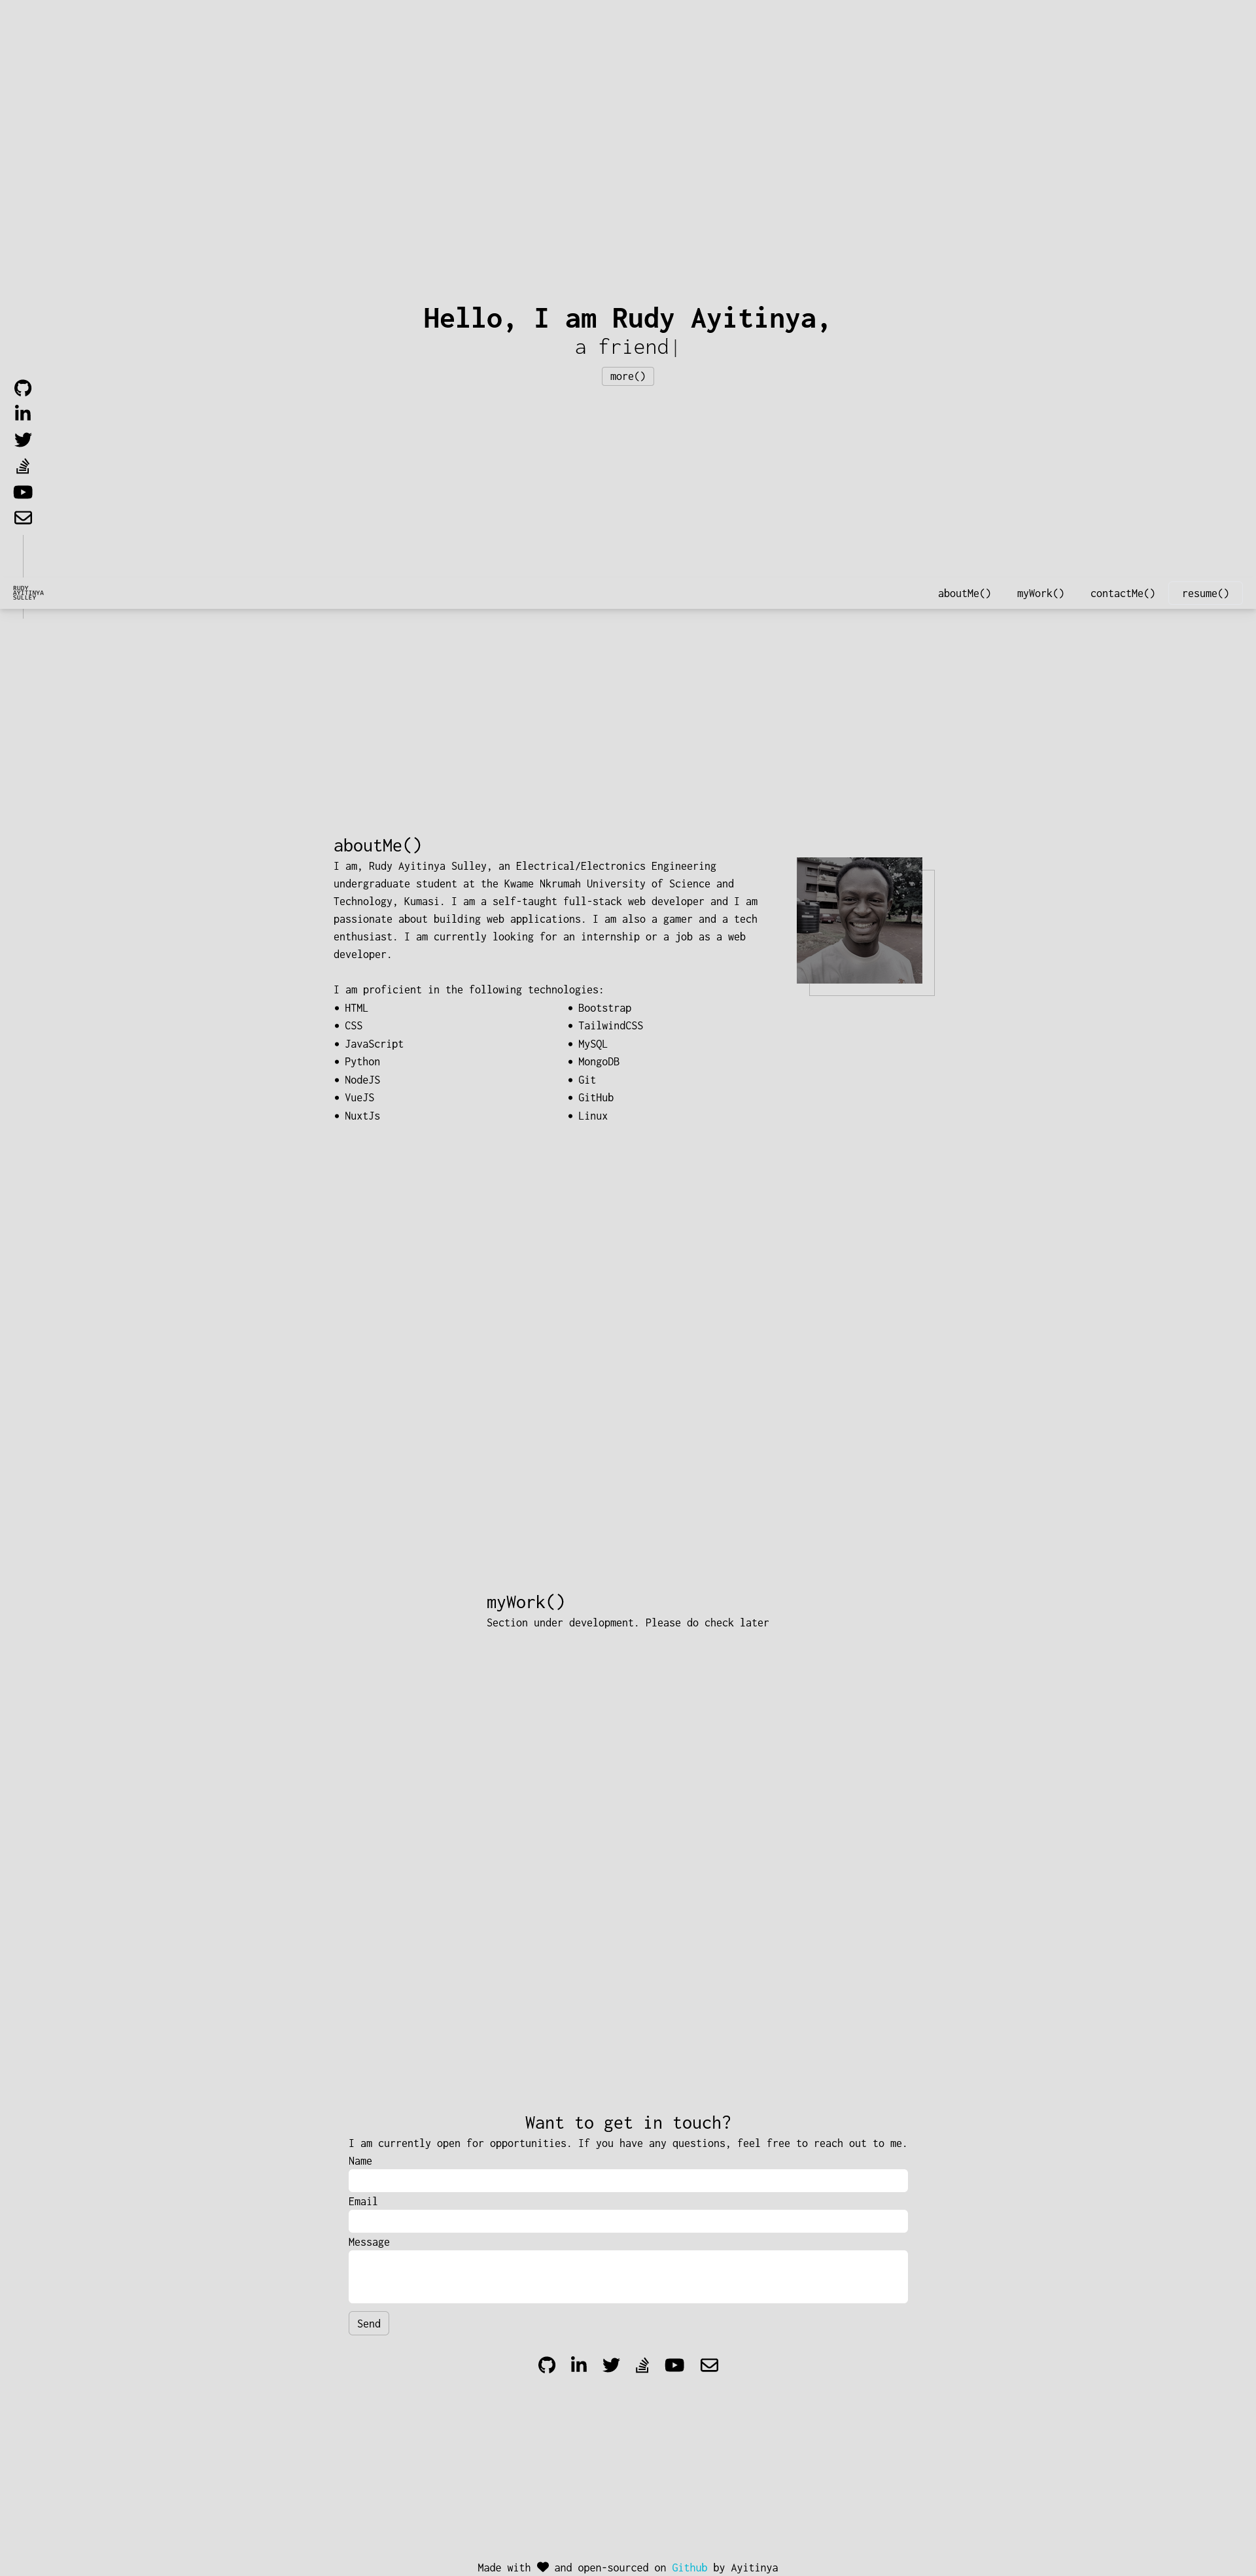 Hello, I am Rudy Ayitinya,
a friend|
more()
RUDY
AYITINYA
SULLEY
aboutMe() myWork() contactMe() resume()
aboutMe()
I am, Rudy Ayitinya Sulley, an Electrical/Electronics Engineering
undergraduate student at the Kwame Nkrumah University of Science and
Technology, Kumasi. I am a self-taught full-stack web developer and I am
passionate about building web applications. I am also a gamer and a tech
enthusiast. I am currently looking for an internship or a job as a web
developer.
I am proficient in the following technologies:
• HTML
• CSS
• JavaScript
• Python
• NodeJS
• VueJS
• NuxtJs
• Bootstrap
• TailwindCSS
• MySQL
• MongoDB
• Git
• GitHub
• Linux
myWork()
Section under development. Please do check later
Want to get in touch?
I am currently open for opportunities. If you have any questions, feel free to reach out to me.
Name
Email
Message
Send
Made with ♥ and open-sourced on Github by Ayitinya